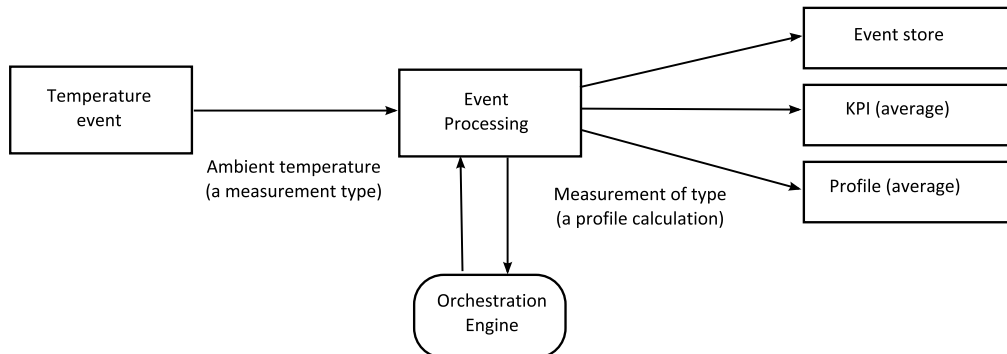 Temperature
event
Ambient temperature
(a measurement type)
Event
Processing
Measurement of type
(a profile calculation)
Event store
KPI (average)
Profile (average)
Orchestration
Engine